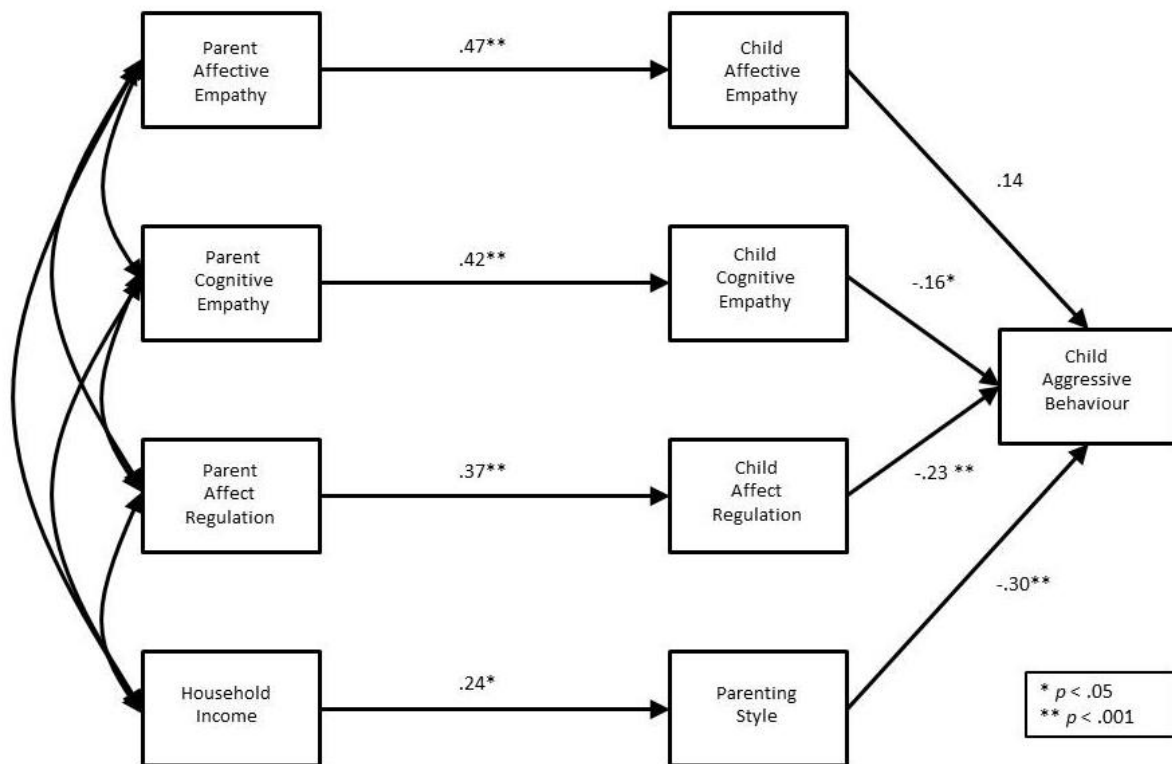 Parent
Affective
Empathy
.47**
Child
Affective
Empathy
.14
Parent
Cognitive
Empathy
.42**
Child
Cognitive
Empathy
-.16*
Child
Aggressive
Behaviour
Parent
Affect
Regulation
.37**
Child
Affect
Regulation
-.23 **
-.30**
Household
Income
.24*
Parenting
Style
* p < .05
** p < .001